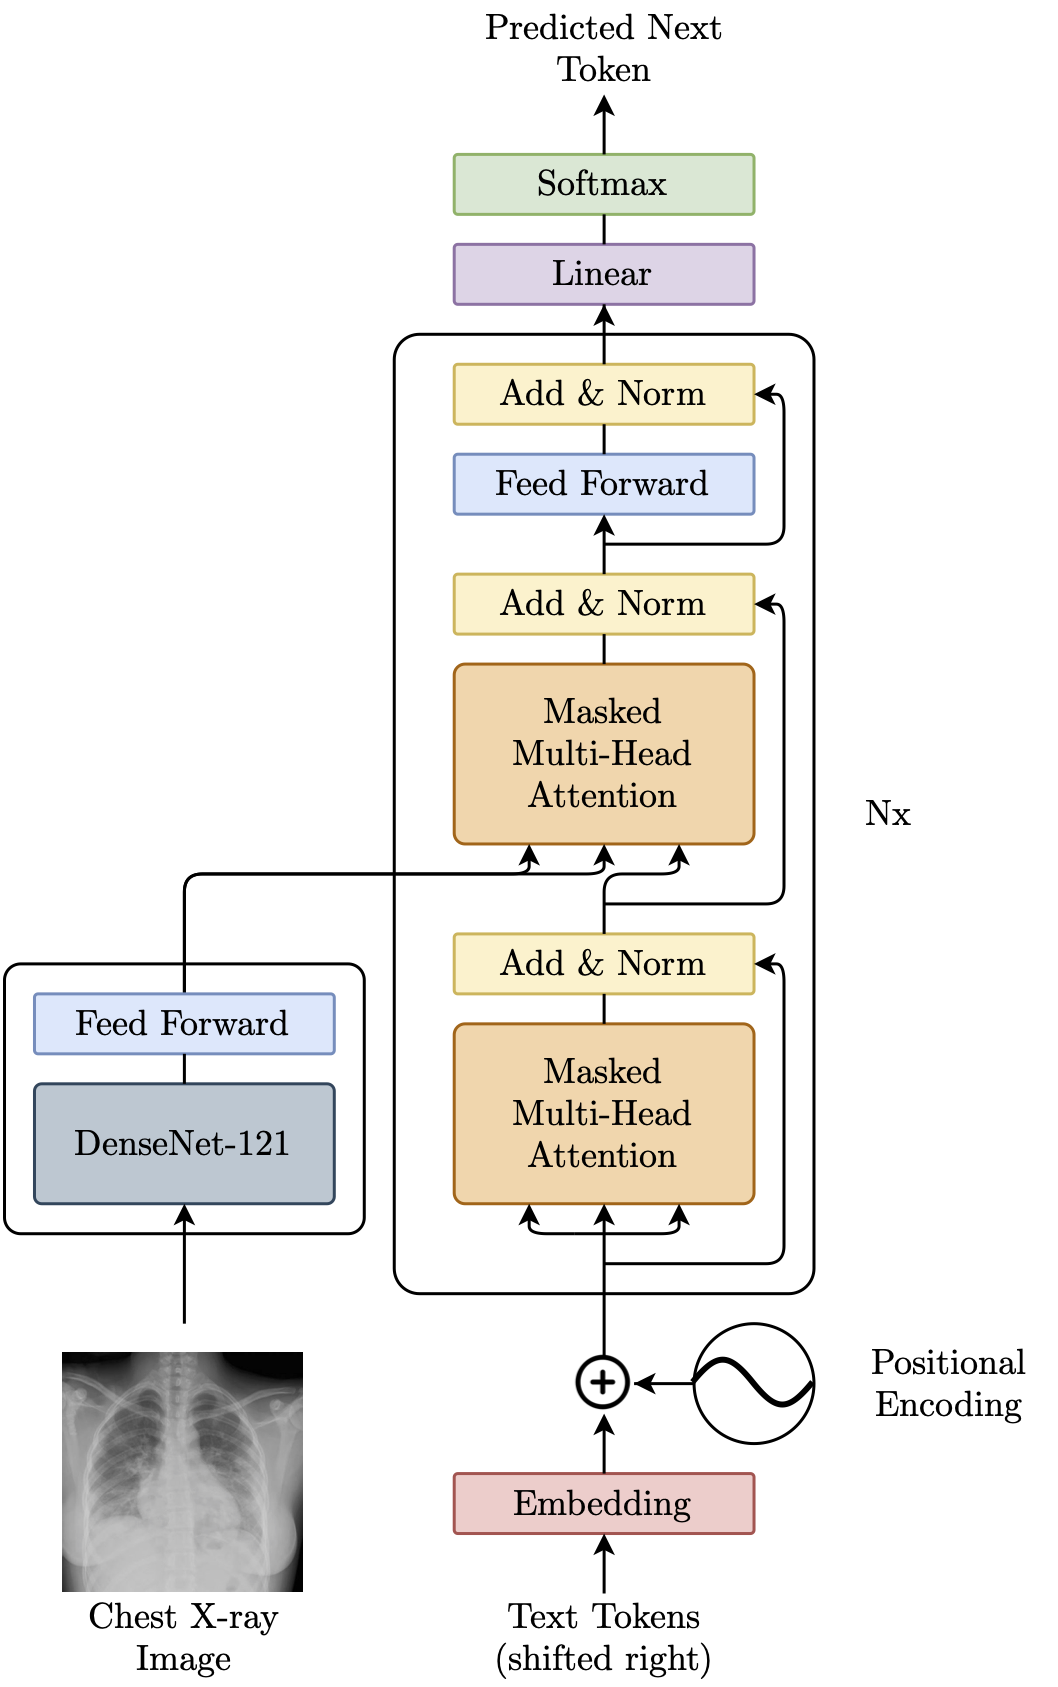 Predicted Next
Token
Softmax
Linear
Add & Norm
Feed Forward
Add & Norm
Masked
Multi-Head
Attention
Nx
Add & Norm
Masked
Multi-Head
Attention
Feed Forward
DenseNet-121
Positional
Encoding
Embedding
Chest X-ray
Image
Text Tokens
(shifted right)